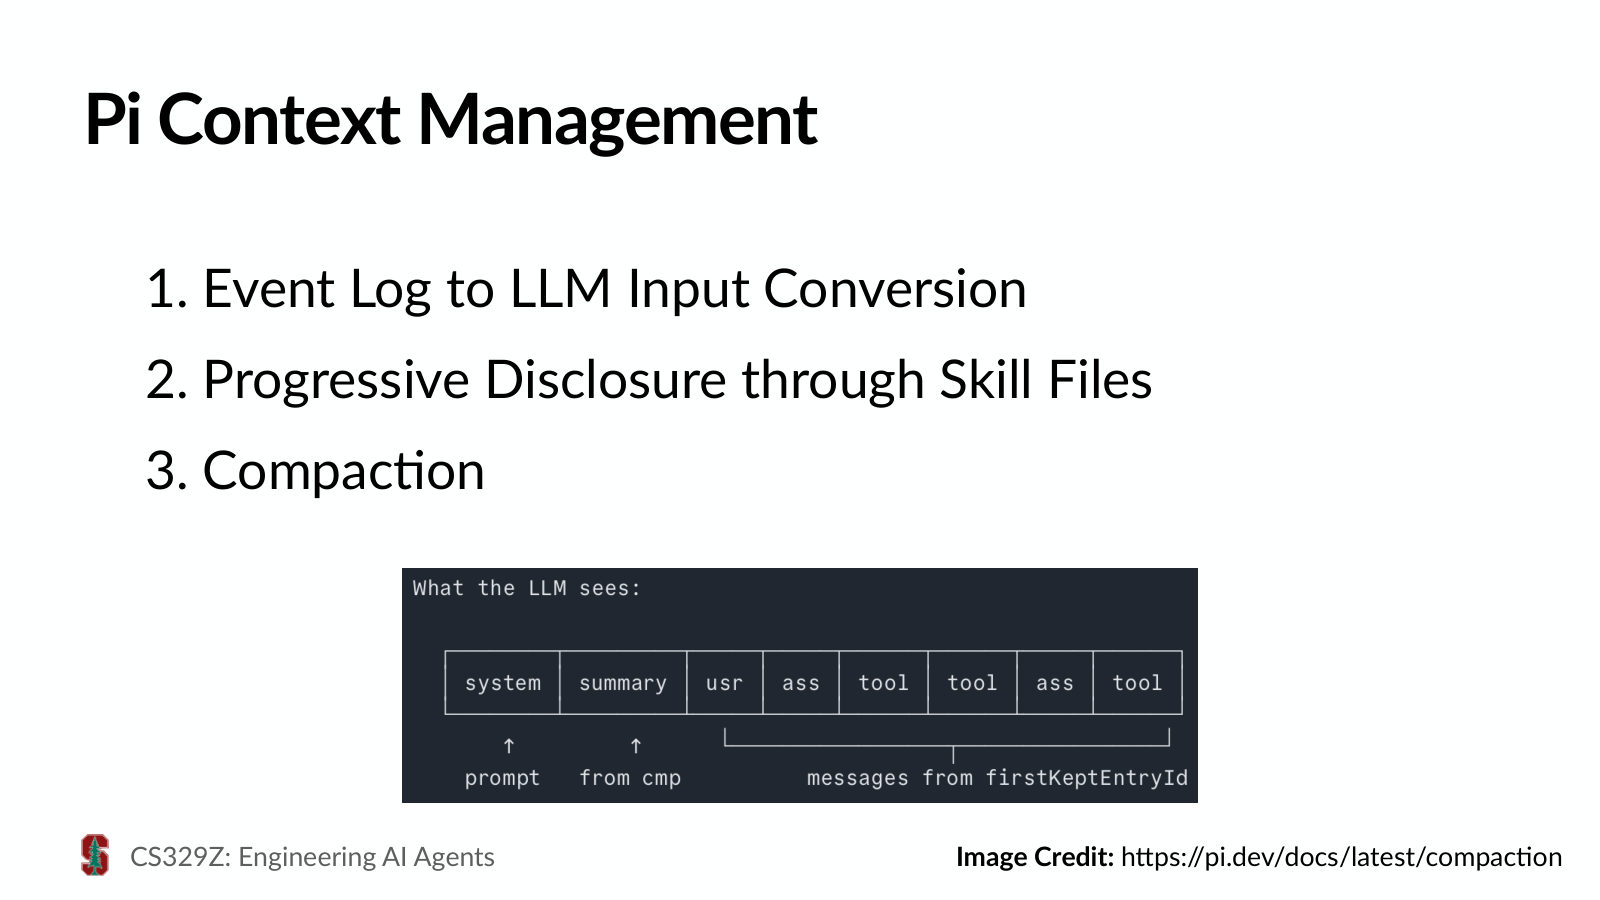 Pi Context Management
1. Event Log to LLM Input Conversion
2. Progressive Disclosure through Skill Files
3. Compaction
What the LLM sees:
system summary usr ass tool tool ass tool
↑ ↑
prompt from cmp messages from firstKeptEntryId
CS329Z: Engineering AI Agents
Image Credit: https://pi.dev/docs/latest/compaction